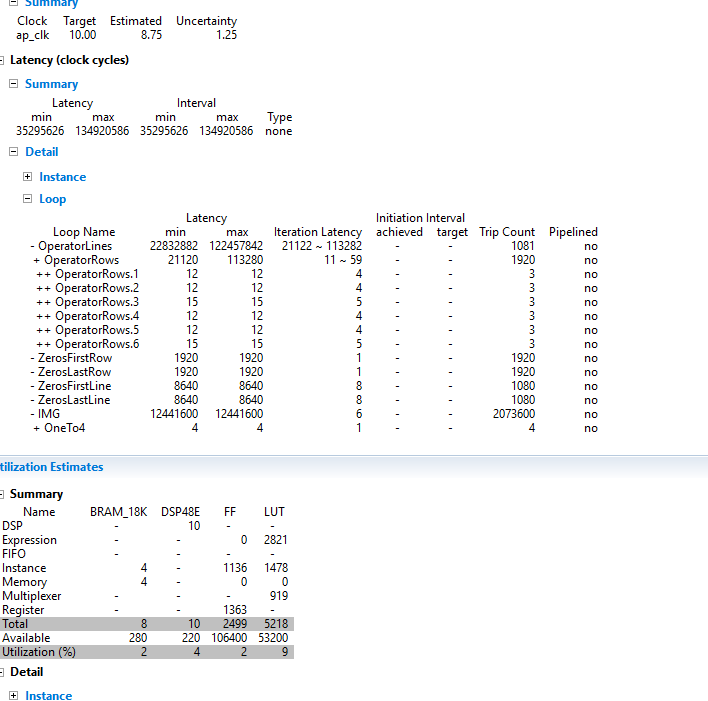 Summary
Clock Target Estimated Uncertainty
ap_clk 10.00 8.75 1.25
Latency (clock cycles)
Summary
Latency Interval
min max min max Type
35295626 134920586 35295626 134920586 none
Detail
Instance
Loop
Latency Initiation Interval
Loop Name min max Iteration Latency achieved target Trip Count Pipelined
- OperatorLines 22832882 122457842 21122 ~ 113282 - - 1081 no
+ OperatorRows 21120 113280 11 ~ 59 - - 1920 no
++ OperatorRows.1 12 12 4 - - 3 no
++ OperatorRows.2 12 12 4 - - 3 no
++ OperatorRows.3 15 15 5 - - 3 no
++ OperatorRows.4 12 12 4 - - 3 no
++ OperatorRows.5 12 12 4 - - 3 no
++ OperatorRows.6 15 15 5 - - 3 no
- ZerosFirstRow 1920 1920 1 - - 1920 no
- ZerosLastRow 1920 1920 1 - - 1920 no
- ZerosFirstLine 8640 8640 8 - - 1080 no
- ZerosLastLine 8640 8640 8 - - 1080 no
- IMG 12441600 12441600 6 - - 2073600 no
+ OneTo4 4 4 1 - - 4 no
tilization Estimates
Summary
Name BRAM_18K DSP48E FF LUT
DSP - 10 - -
Expression - - 0 2821
FIFO - - - -
Instance 4 - 1136 1478
Memory 4 - 0 0
Multiplexer - - - 919
Register - - 1363 -
Total 8 10 2499 5218
Available 280 220 106400 53200
Utilization (%) 2 4 2 9
Detail
Instance